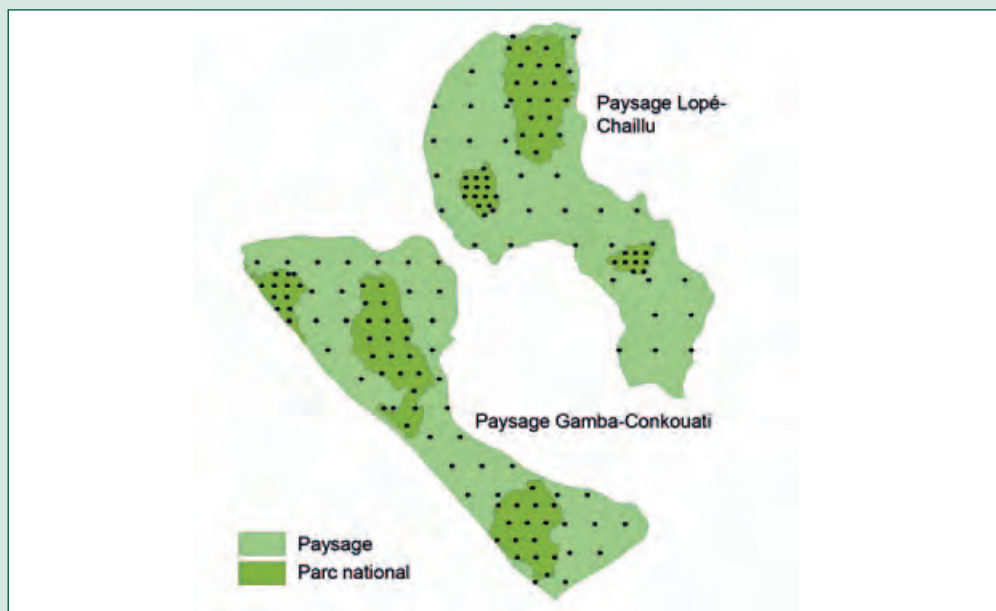 Paysage Lopé-
Chaillu
Paysage Gamba-Conkouati
Paysage
Parc national